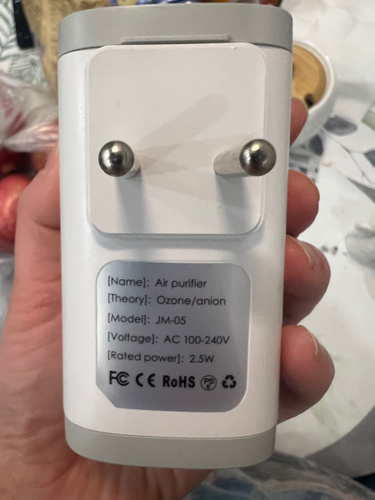 [Name]: Air purifier
[Theory]: Ozone/anion
[Model]: JM-05
[Voltage]: AC 100-240V
[Rated power]: 2.5W
FC CE RoHS PS E